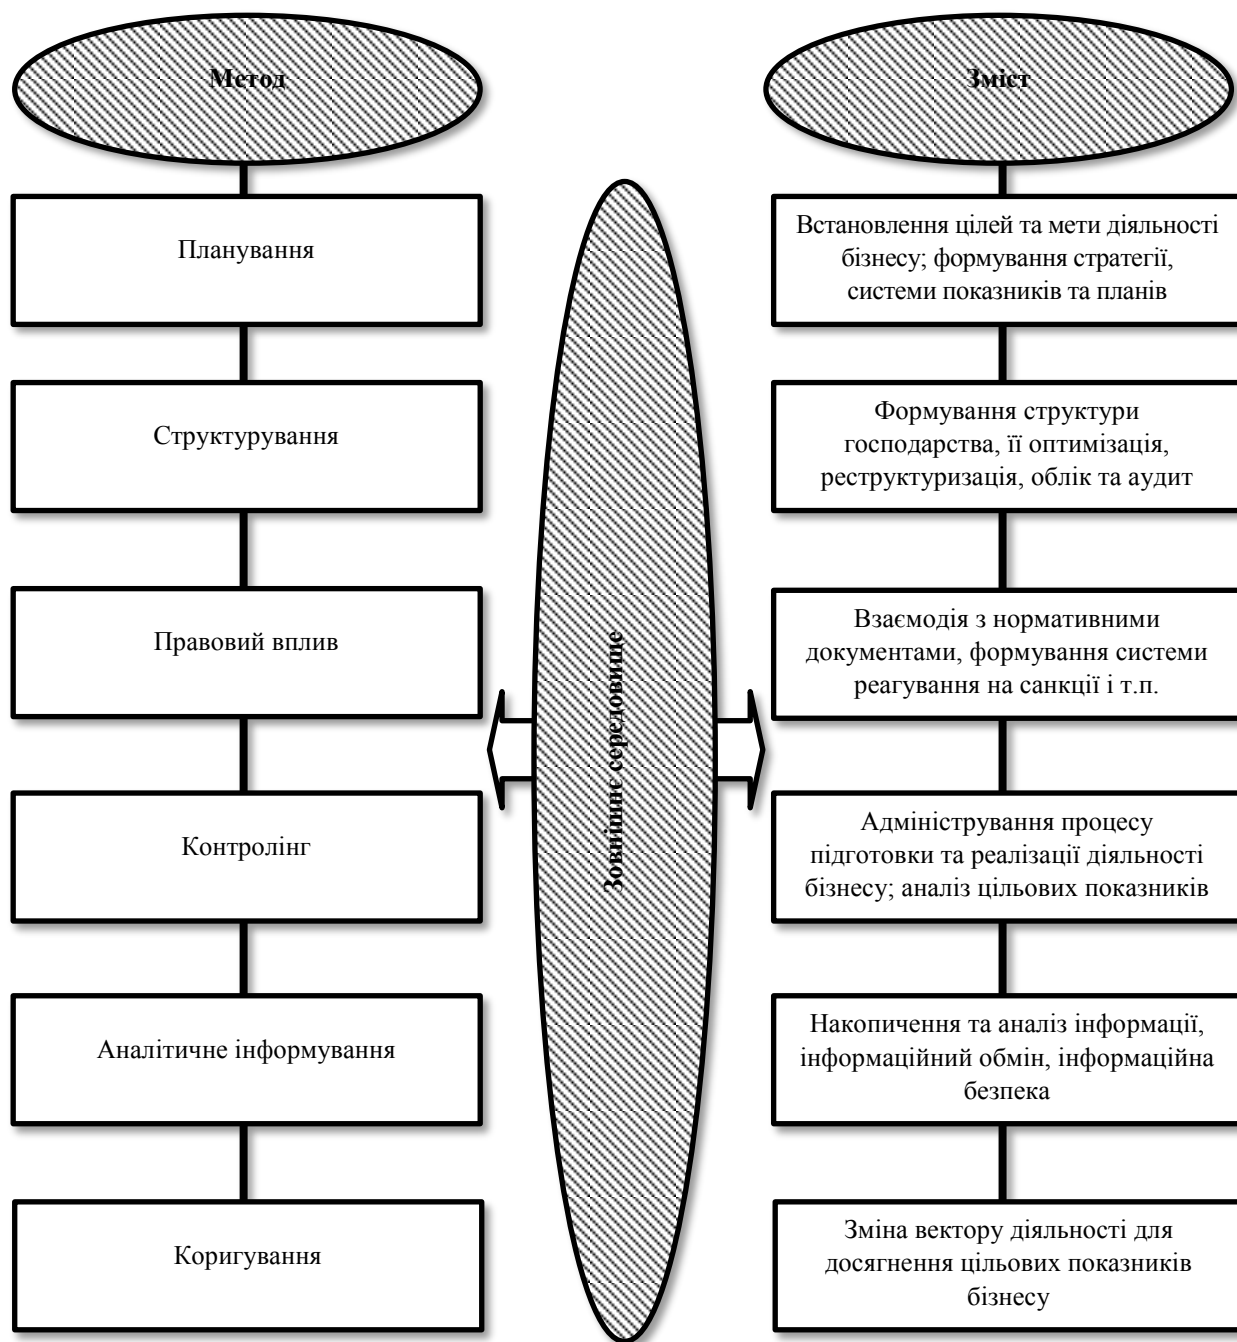 Метод
Зміст
Планування
Встановлення цілей та мети діяльності
бізнесу; формування стратегії,
системи показників та планів
Структурування
Формування структури
господарства, її оптимізація,
реструктуризація, облік та аудит
Правовий вплив
Взаємодія з нормативними
документами, формування системи
реагування на санкції і т.п.
Зовнішнє середовище
Контролінг
Адміністрування процесу
підготовки та реалізації діяльності
бізнесу; аналіз цільових показників
Аналітичне інформування
Накопичення та аналіз інформації,
інформаційний обмін, інформаційна
безпека
Коригування
Зміна вектору діяльності для
досягнення цільових показників
бізнесу